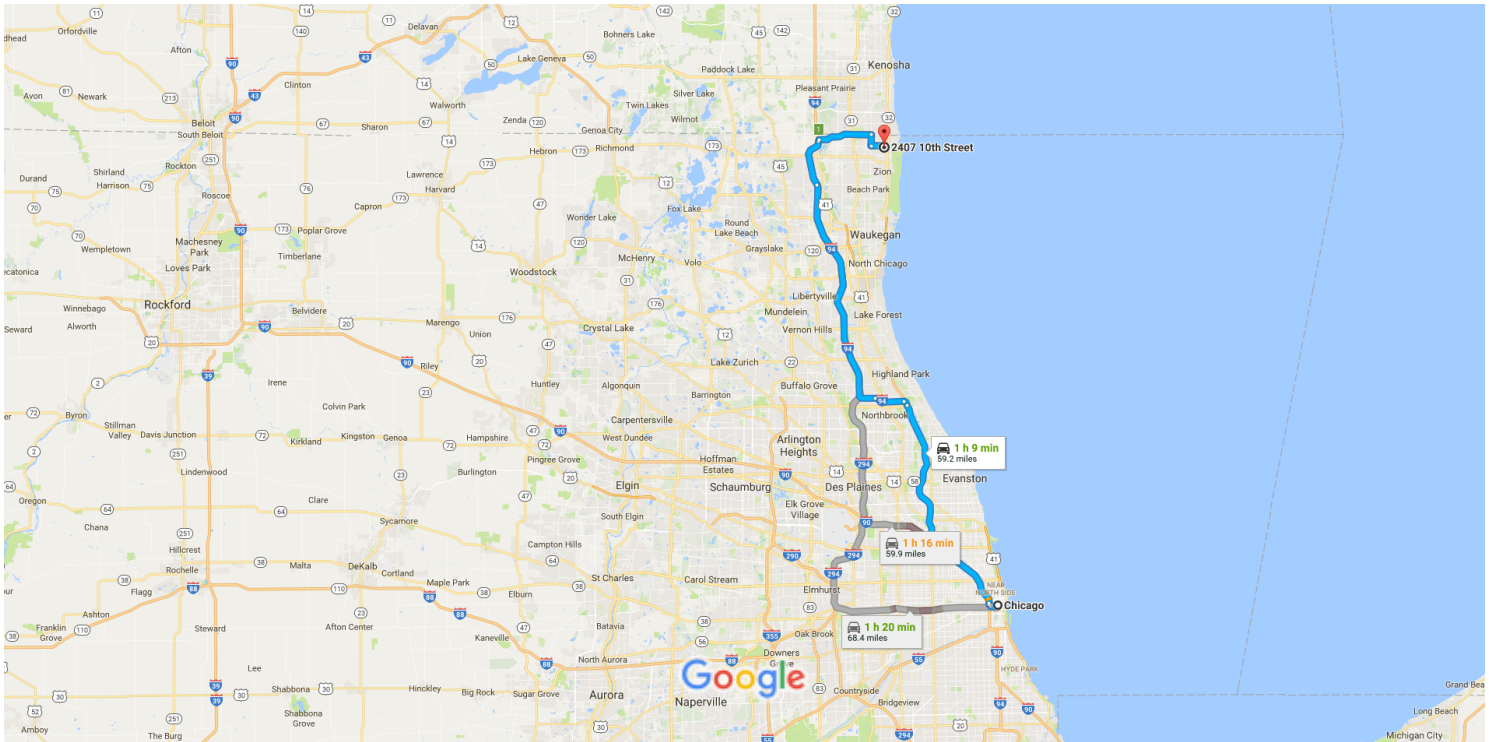 Orfordville
Delavan
Bohners Lake
Kenosha
Afton
Lake Geneva
Paddock Lake
Pleasant Prairie
Clinton
Avon
Newark
Silver Lake
Walworth
Twin Lakes
Wilmot
Beloit
South Beloit
Sharon
Zenda
Genoa City
Hebron
Richmond
2407 10th Street
Rockton
Shirland
Harrison
Durand
Roscoe
Lawrence
Harvard
Zion
Beach Park
Capron
Wonder Lake
Fox Lake
Round
Lake Beach
Poplar Grove
Waukegan
Wempletown
Machesney
Park
Timberlane
McHenry
Grayslake
Volo
North Chicago
Loves Park
Woodstock
Rockford
Libertyville
Winnebago
Belvidere
Mundelein
Lake Forest
Seward
Alworth
Marengo
Union
Crystal Lake
Vernon Hills
Riley
Lake Zurich
Highland Park
Irene
Huntley
Algonquin
Buffalo Grove
Barrington
Byron
Stillman
Valley
Davis Junction
Colvin Park
Kirkland
Kingston
Genoa
Hampshire
Carpentersville
Northbrook
West Dundee
Arlington
Heights
1 h 9 min
59.2 miles
Pingree Grove
Hoffman
Estates
Lindenwood
Burlington
Elgin
Schaumburg
Des Plaines
Evanston
Oregon
Clare
Elk Grove
Village
Chana
Sycamore
South Elgin
1 h 16 min
59.9 miles
Hillcrest
Rochelle
Malta
DeKalb
Cortland
Campton Hills
St Charles
Carol Stream
Elmhurst
NEAR
NORTH SIDE
Flagg
Maple Park
Elburn
Chicago
Ashton
Franklin
Grove
Steward
Afton Center
Kaneville
Batavia
Oak Brook
1 h 20 min
68.4 miles
Lee
North Aurora
Downers
Grove
HYDE PARK
Google
Shabbona
Hinckley
Big Rock
Sugar Grove
Aurora
Naperville
Countryside
Bridgeview
Shabbona
Grove
Amboy
The Burg
Long Beach
Michigan City